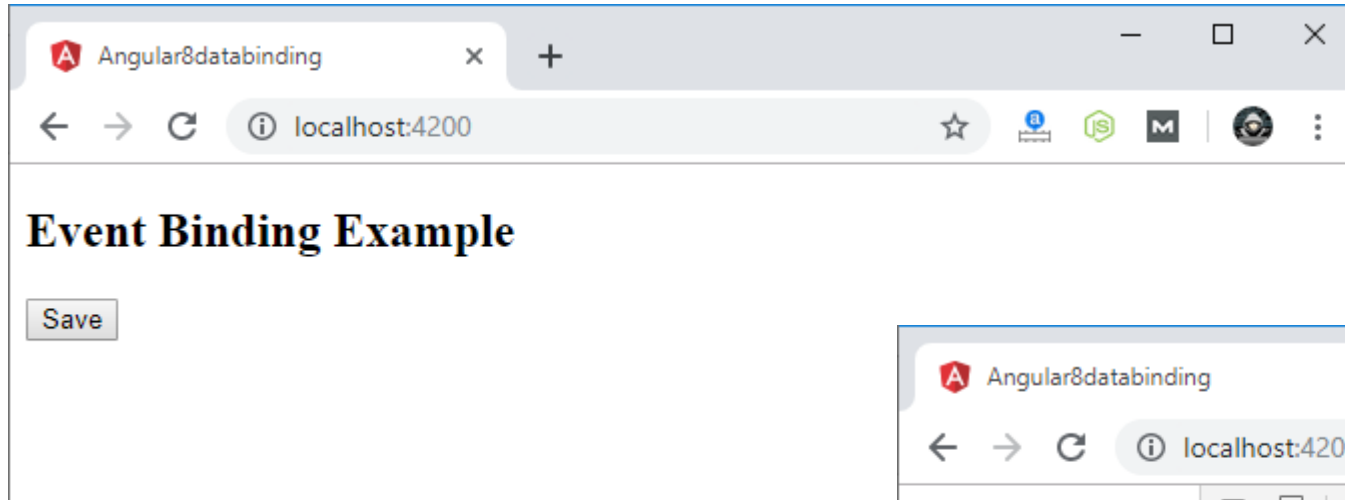 Angular8databinding
localhost:4200
Event Binding Example
Save
Angular8databinding
localhost:420